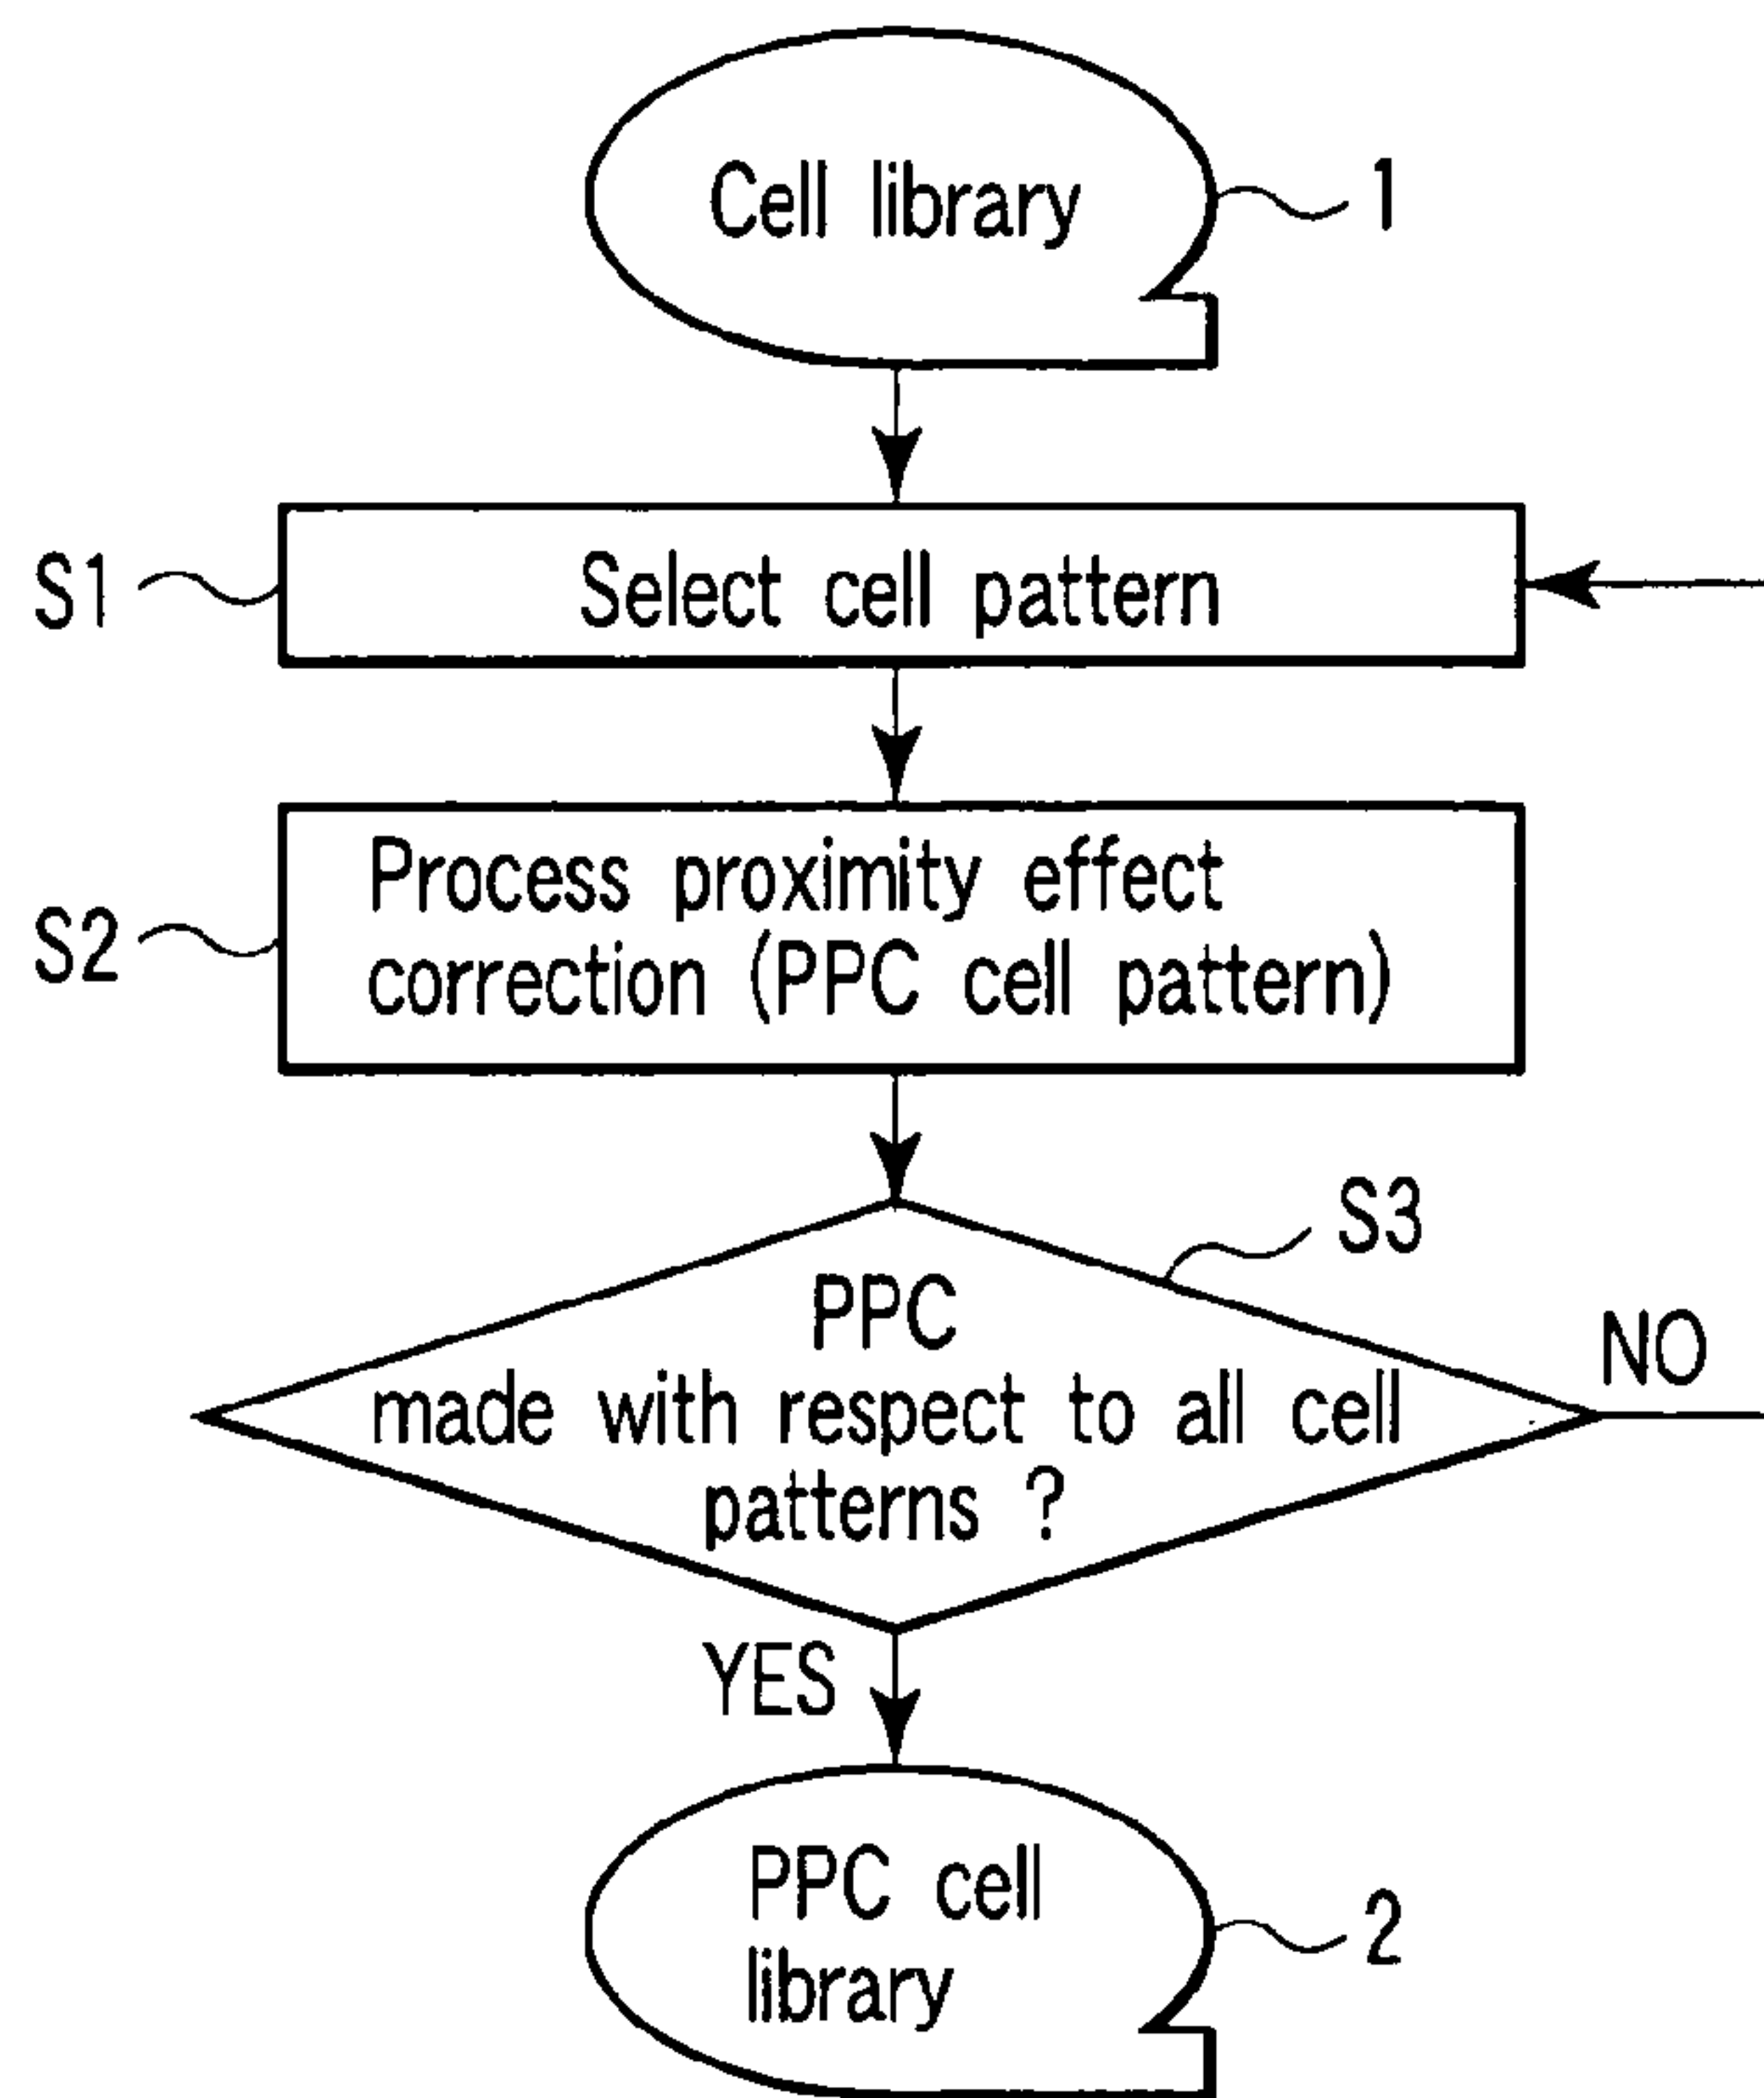 Cell library
1
S1
Select cell pattern
S2
Process proximity effect
correction (PPC cell pattern)
S3
PPC
made with respect to all cell
patterns ?
NO
YES
PPC cell
library
2